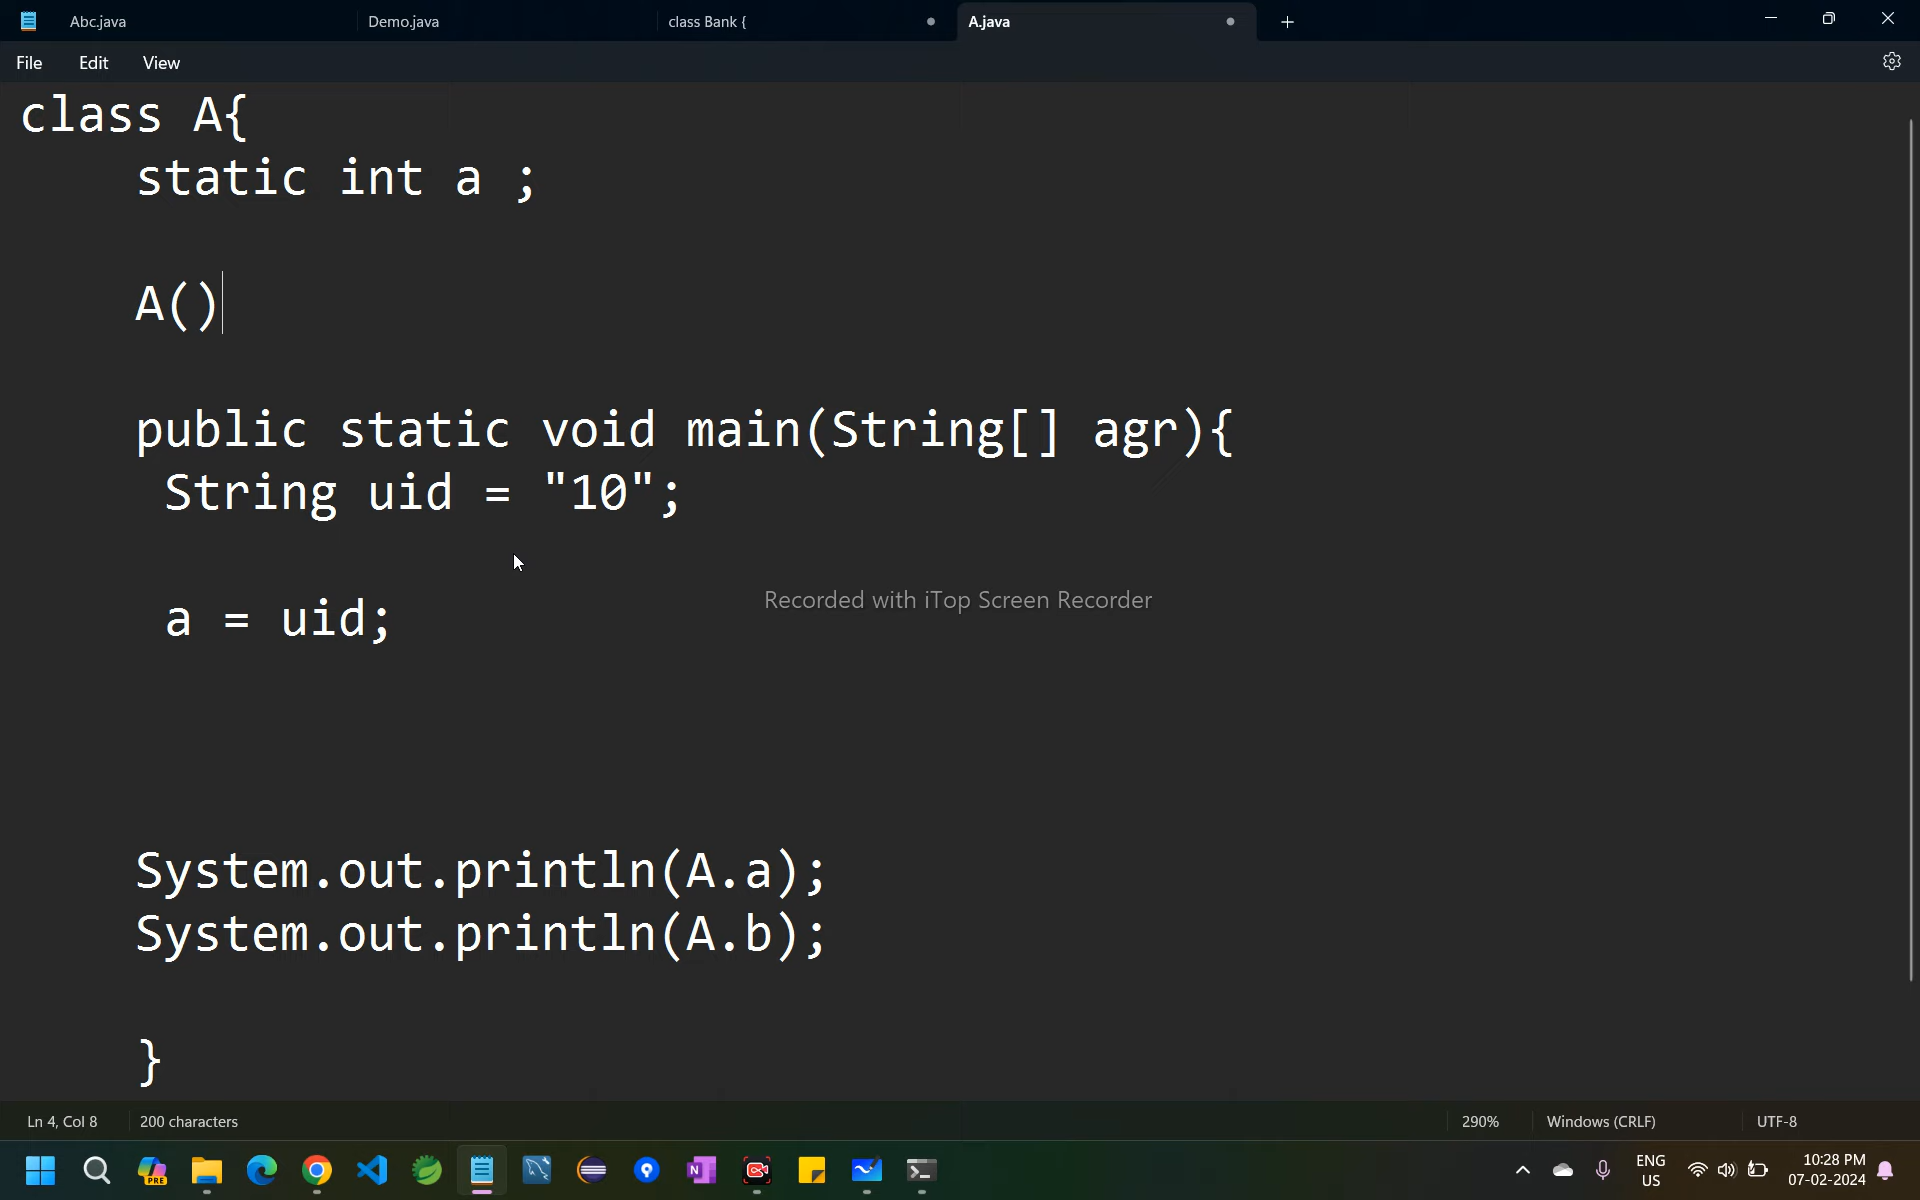 Abc.java Demo.java class Bank { A.java
File Edit View
class A{
static int a ;
A()
public static void main(String[] agr){
String uid = "10";
a = uid;
Recorded with iTop Screen Recorder
System.out.println(A.a);
System.out.println(A.b);
}
Ln 4, Col 8 200 characters 290% Windows (CRLF) UTF-8
PRE
N
ENG
US
10:28 PM
07-02-2024